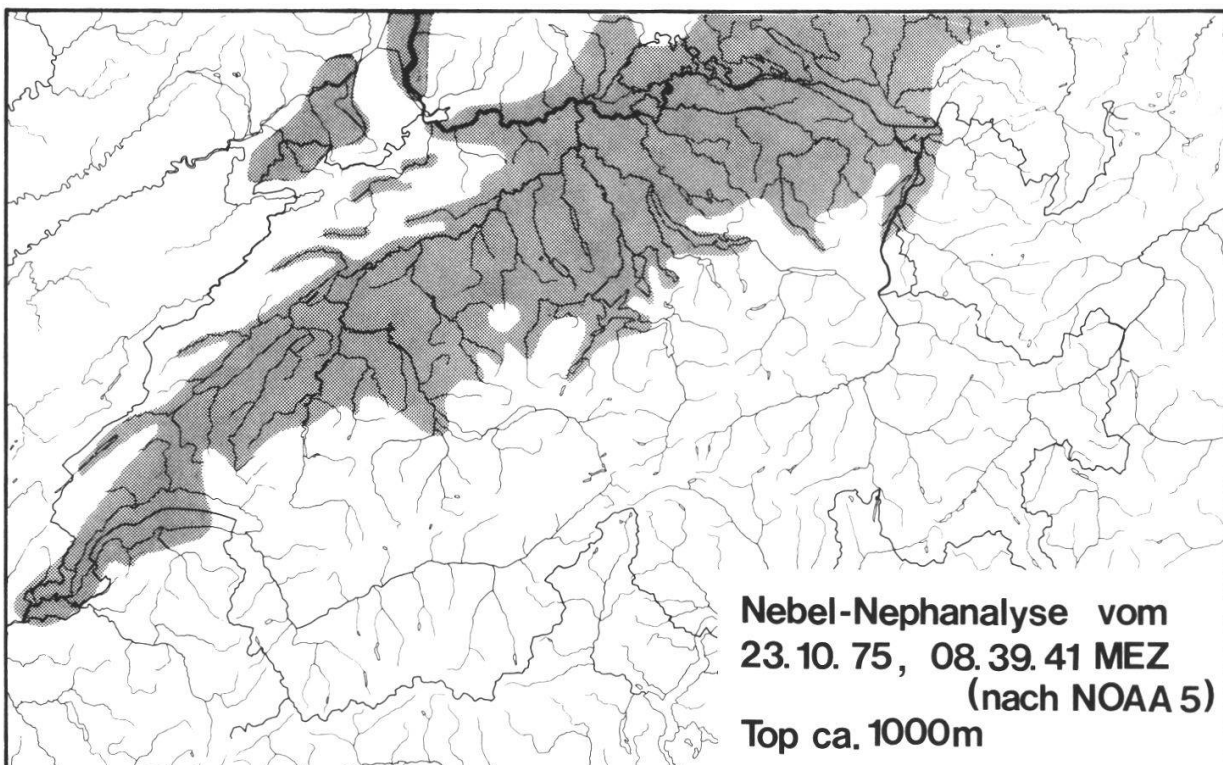 Nebel-Nephanalyse vom
23.10.75, 08.39.41 MEZ
(nach NOAA 5)
Top ca. 1000m